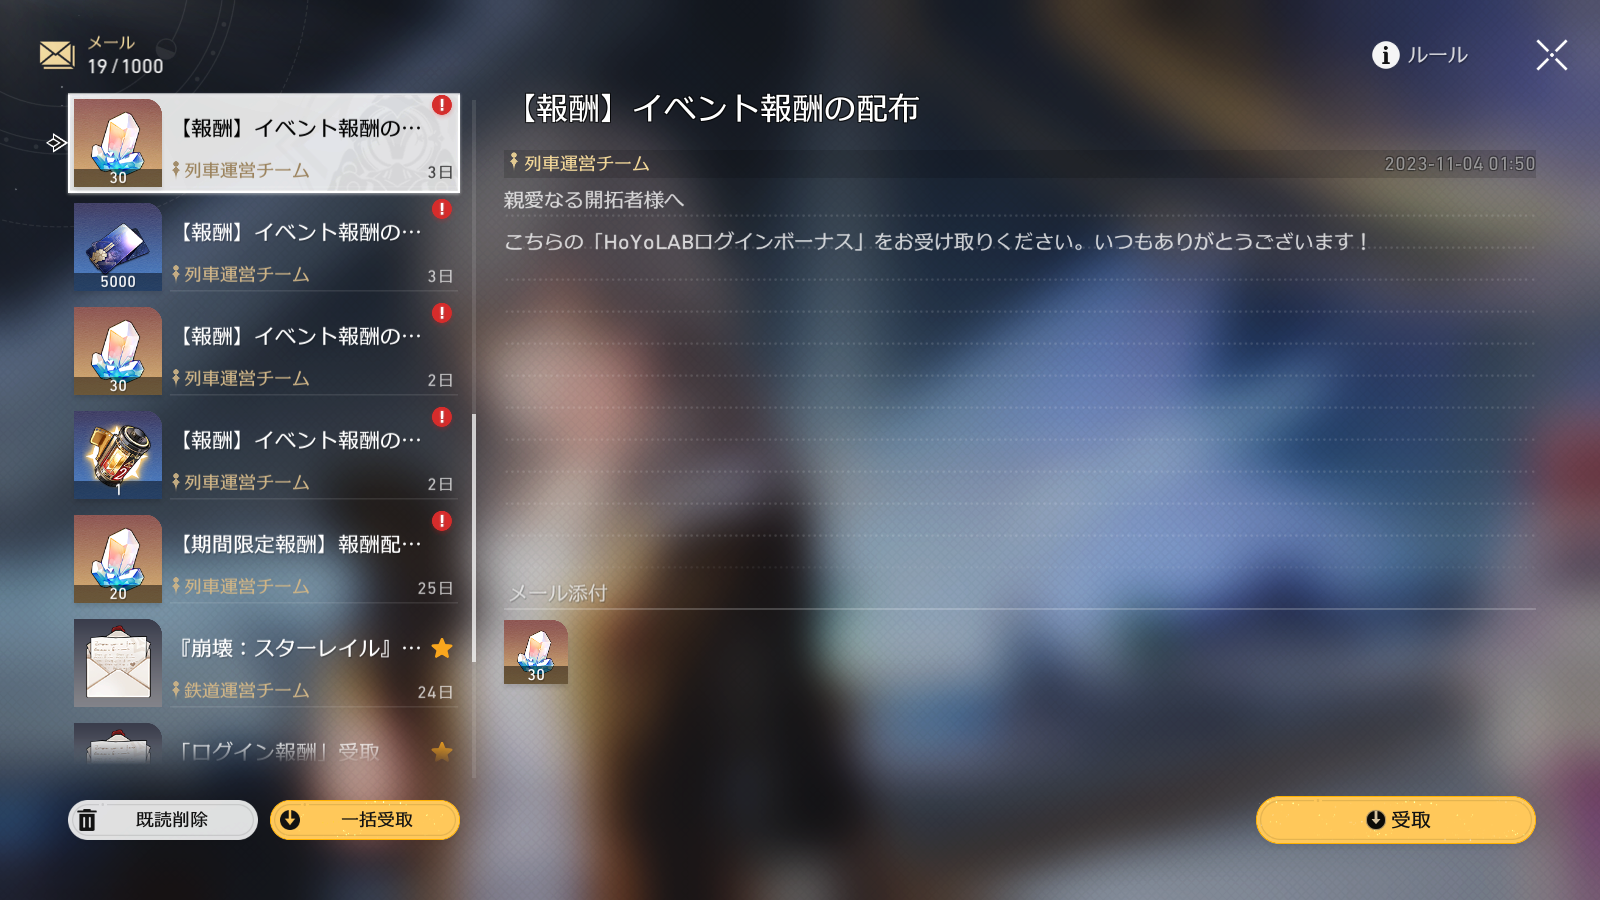 メール
19/1000
ルール
【報酬】イベント報酬の…
列車運営チーム
3日
30
【報酬】イベント報酬の…
列車運営チーム
3日
5000
【報酬】イベント報酬の…
列車運営チーム
2日
30
【報酬】イベント報酬の…
列車運営チーム
2日
1
【期間限定報酬】報酬配…
列車運営チーム
25日
20
『崩壊：スターレイル』…
鉄道運営チーム
24日
「ログイン報酬」受取
既読削除
一括受取
【報酬】イベント報酬の配布
列車運営チーム
2023-11-04 01:50
親愛なる開拓者様へ
こちらの「HoYoLABログインボーナス」をお受け取りください。いつもありがとうございます！
メール添付
30
受取